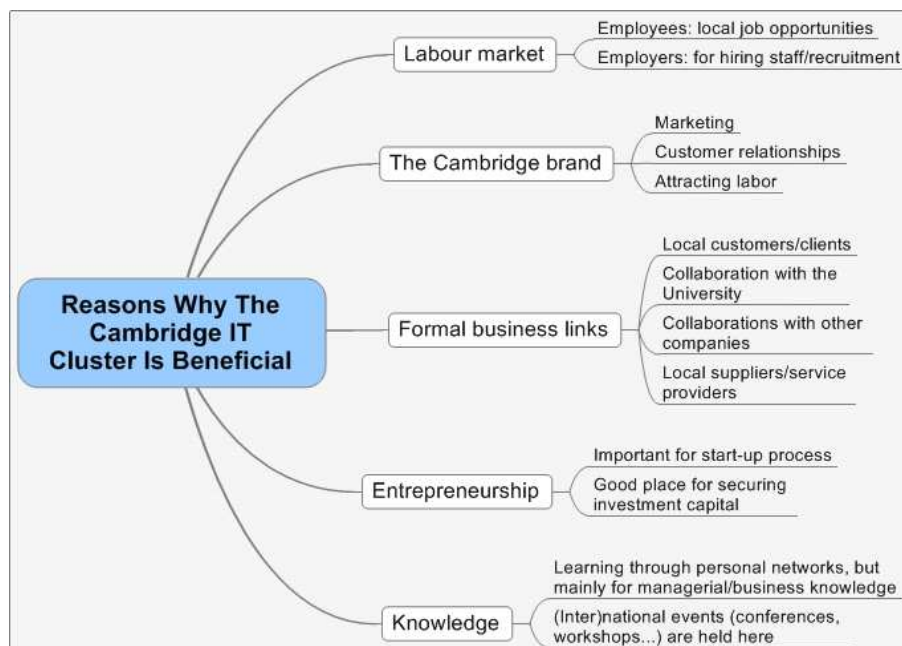 Labour market
Employees: local job opportunities
Employers: for hiring staff/recruitment
The Cambridge brand
Marketing
Customer relationships
Attracting labor
Reasons Why The
Cambridge IT
Cluster Is Beneficial
Formal business links
Local customers/clients
Collaboration with the
University
Collaborations with other
companies
Local suppliers/service
providers
Entrepreneurship
Important for start-up process
Good place for securing
investment capital
Knowledge
Learning through personal networks, but
mainly for managerial/business knowledge
(Inter)national events (conferences,
workshops...) are held here